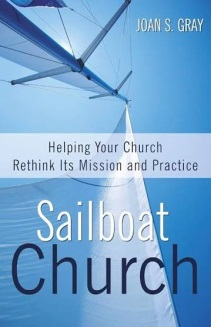 JOAN S. GRAY
Helping Your Church
Rethink Its Mission and Practice
Sailboat
Church